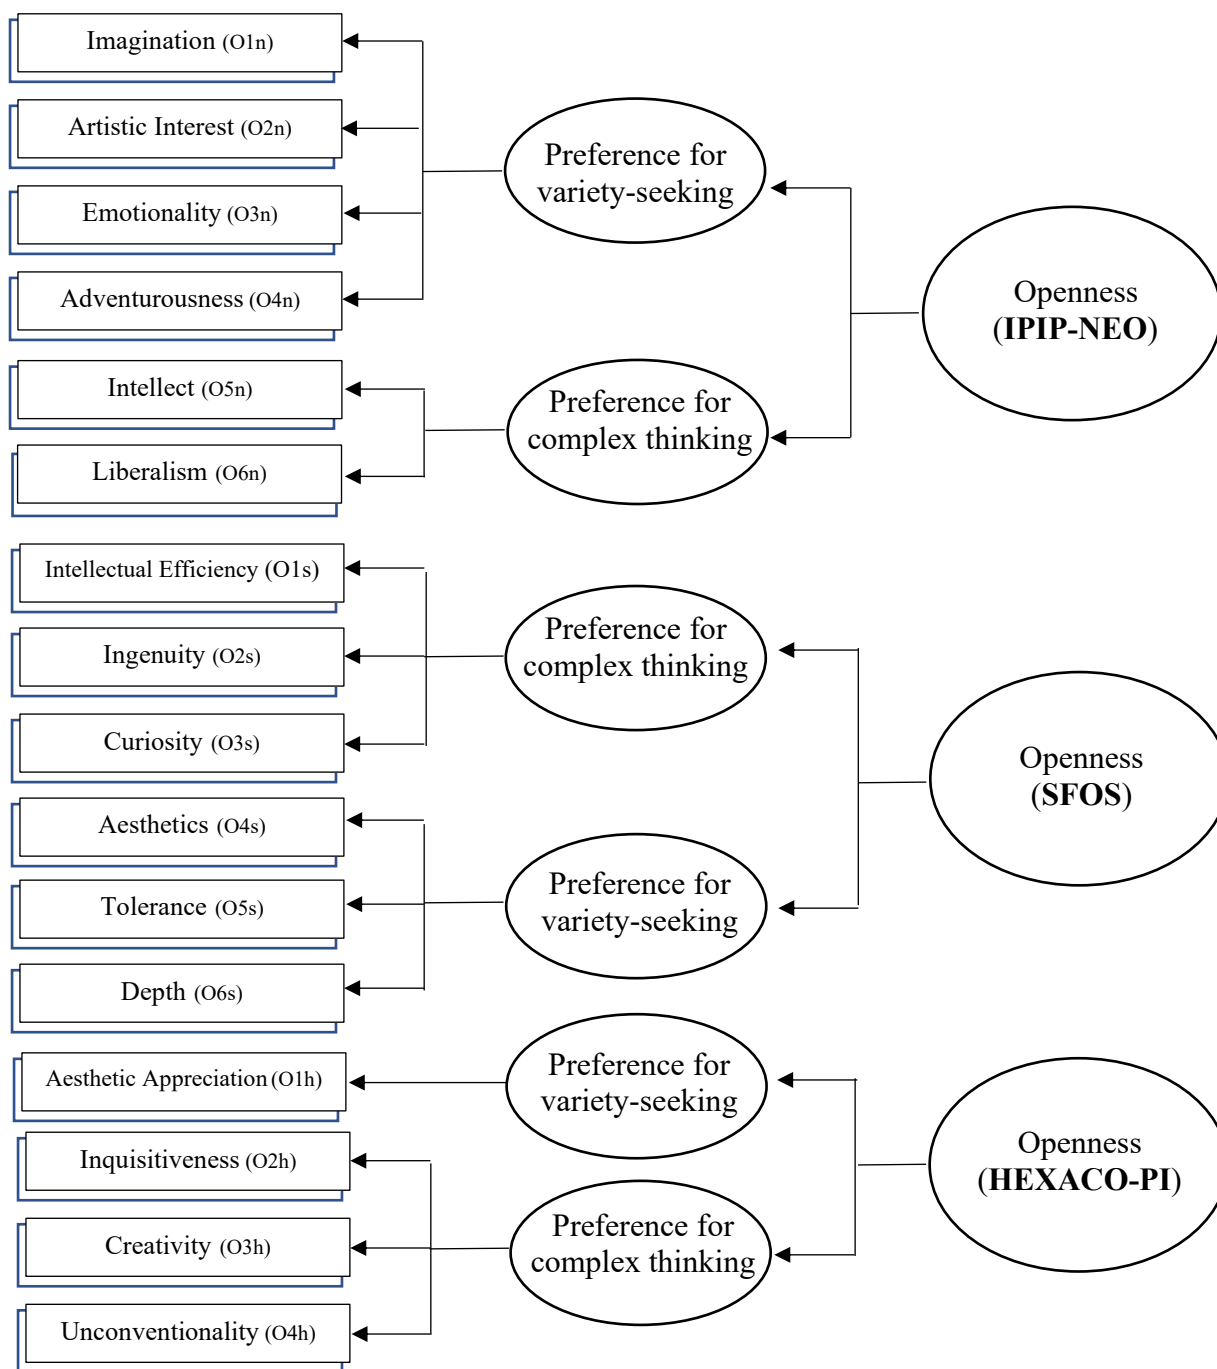 Imagination (O1n)
Artistic Interest (O2n)
Emotionality (O3n)
Adventurousness (O4n)
Intellect (O5n)
Liberalism (O6n)
Preference for
variety-seeking
Preference for
complex thinking
Openness
(IPIP-NEO)
Intellectual Efficiency (O1s)
Ingenuity (O2s)
Curiosity (O3s)
Aesthetics (O4s)
Tolerance (O5s)
Depth (O6s)
Preference for
complex thinking
Preference for
variety-seeking
Openness
(SFOS)
Aesthetic Appreciation (O1h)
Inquisitiveness (O2h)
Creativity (O3h)
Unconventionality (O4h)
Preference for
variety-seeking
Preference for
complex thinking
Openness
(HEXACO-PI)